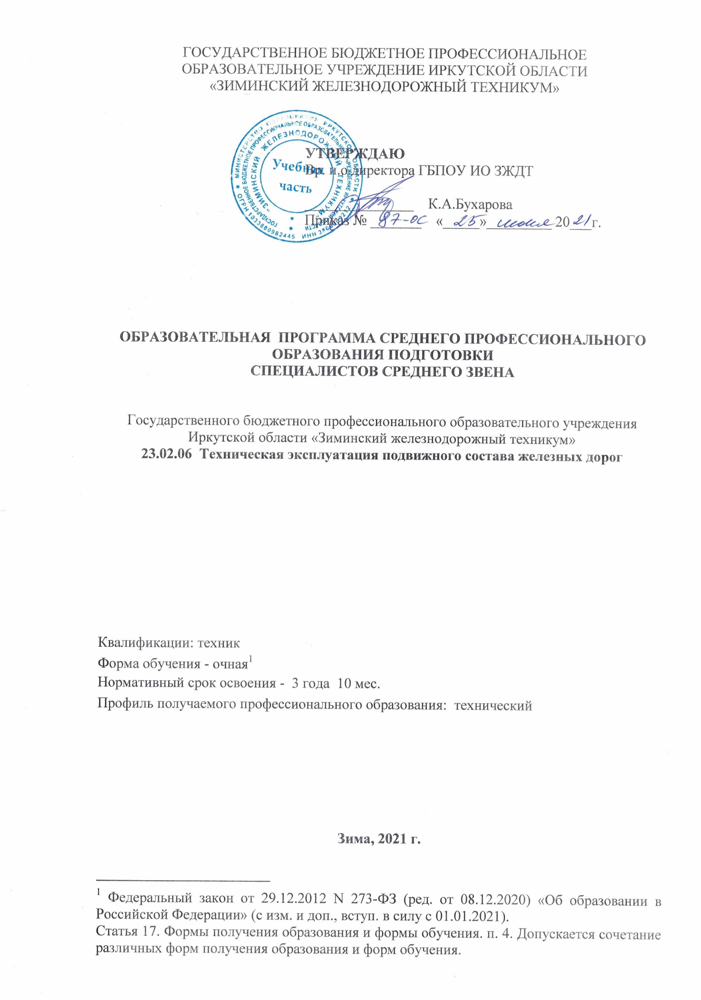 ГОСУДАРСТВЕННОЕ БЮДЖЕТНОЕ ПРОФЕССИОНАЛЬНОЕ
ОБРАЗОВАТЕЛЬНОЕ УЧРЕЖДЕНИЕ ИРКУТСКОЙ ОБЛАСТИ
«ЗИМИНСКИЙ ЖЕЛЕЗНОДОРОЖНЫЙ ТЕХНИКУМ»
МИНИСТЕРСТВО ОБРАЗОВАНИЯ ИРКУТСКОЙ ОБЛАСТИ
ОГРН 1033800982445 ИНН
ГОСУДАРСТВЕННОЕ БЮДЖЕТНОЕ ПРОФЕССИОНАЛЬНОЕ ОБРАЗОВАТЕЛЬНОЕ УЧРЕЖДЕНИЕ ИРКУТСКОЙ ОБЛАСТИ
"ЗИМИНСКИЙ ЖЕЛЕЗНОДОРОЖНЫЙ ТЕХНИКУМ"
Учебная
часть
УТВЕРЖДАЮ
Вр. и.о.директора ГБПОУ ИО ЗЖДТ
К.А.Бухарова
Приказ № 87-ос «25» июня 2021г.
ОБРАЗОВАТЕЛЬНАЯ ПРОГРАММА СРЕДНЕГО ПРОФЕССИОНАЛЬНОГО
ОБРАЗОВАНИЯ ПОДГОТОВКИ
СПЕЦИАЛИСТОВ СРЕДНЕГО ЗВЕНА
Государственного бюджетного профессионального образовательного учреждения
Иркутской области «Зиминский железнодорожный техникум»
23.02.06 Техническая эксплуатация подвижного состава железных дорог
Квалификации: техник
Форма обучения - очная1
Нормативный срок освоения - 3 года 10 мес.
Профиль получаемого профессионального образования: технический
Зима, 2021 г.
1 Федеральный закон от 29.12.2012 N 273-ФЗ (ред. от 08.12.2020) «Об образовании в
Российской Федерации» (с изм. и доп., вступ. в силу с 01.01.2021).
Статья 17. Формы получения образования и формы обучения. п. 4. Допускается сочетание
различных форм получения образования и форм обучения.